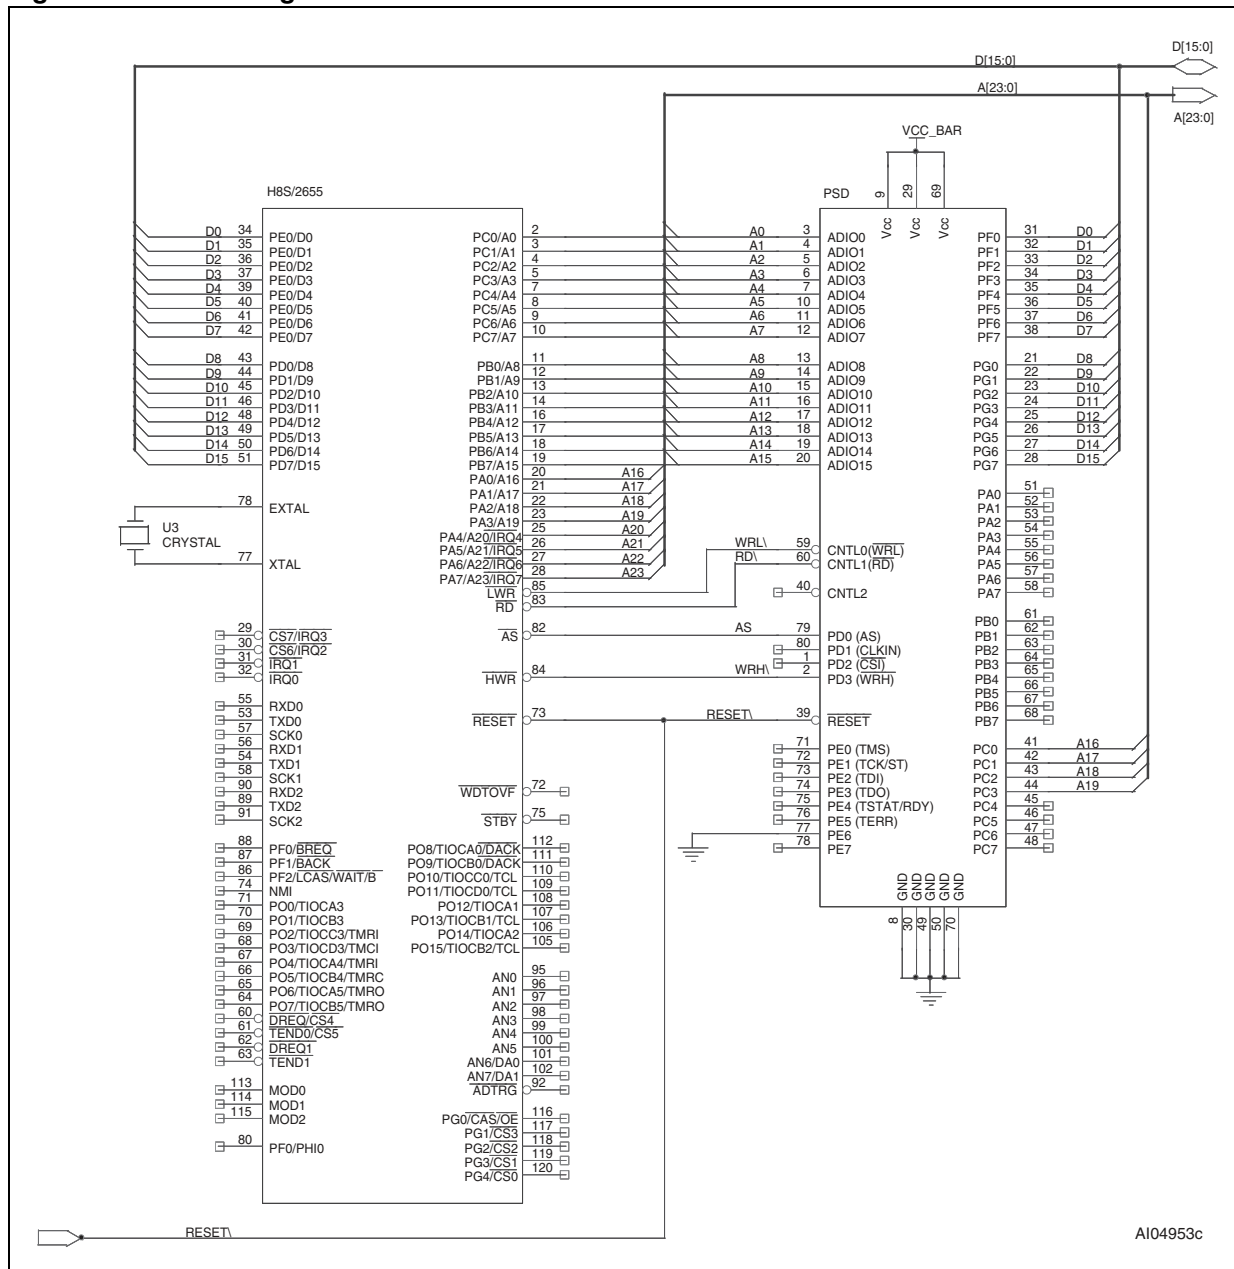 D[15:0]
D[15:0]
A[23:0]
A[23:0]
VCC_BAR
H8S/2655
PSD
9 29 69
Vcc Vcc Vcc
D0 34 PE0/D0 PC0/A0 2 A0 3 ADIO0 PF0 31 D0
D1 35 PE0/D1 PC1/A1 3 A1 4 ADIO1 PF1 32 D1
D2 36 PE0/D2 PC2/A2 4 A2 5 ADIO2 PF2 33 D2
D3 37 PE0/D3 PC3/A3 5 A3 6 ADIO3 PF3 34 D3
D4 39 PE0/D4 PC4/A4 7 A4 7 ADIO4 PF4 35 D4
D5 40 PE0/D5 PC5/A5 8 A5 10 ADIO5 PF5 36 D5
D6 41 PE0/D6 PC6/A6 9 A6 11 ADIO6 PF6 37 D6
D7 42 PE0/D7 PC7/A7 10 A7 12 ADIO7 PF7 38 D7
D8 43 PD0/D8 PB0/A8 11 A8 13 ADIO8 PG0 21 D8
D9 44 PD1/D9 PB1/A9 12 A9 14 ADIO9 PG1 22 D9
D10 45 PD2/D10 PB2/A10 13 A10 15 ADIO10 PG2 23 D10
D11 46 PD3/D11 PB3/A11 14 A11 16 ADIO11 PG3 24 D11
D12 48 PD4/D12 PB4/A12 16 A12 17 ADIO12 PG4 25 D12
D13 49 PD5/D13 PB5/A13 17 A13 18 ADIO13 PG5 26 D13
D14 50 PD6/D14 PB6/A14 18 A14 19 ADIO14 PG6 27 D14
D15 51 PD7/D15 PB7/A15 19 A15 20 ADIO15 PG7 28 D15
PA0/A16 20 A16
PA1/A17 21 A17 PA0 51
78 EXTAL PA2/A18 22 A18 PA1 52
PA3/A19 23 A19 PA2 53
U3 PA4/A20/IRQ4 25 A20 PA3 54
CRYSTAL PA5/A21/IRQ5 26 A21 WRL\ 59 CNTL0(WRL) PA4 55
77 XTAL PA6/A22/IRQ6 27 A22 RD\ 60 CNTL1(RD) PA5 56
PA7/A23/IRQ7 28 A23 PA6 57
LWR 85 40 CNTL2 PA7 58
RD 83
PB0 61
29 CS7/IRQ3 AS 82 AS 79 PD0 (AS) PB1 62
30 CS6/IRQ2 80 PD1 (CLKIN) PB2 63
31 IRQ1 1 PD2 (CSI) PB3 64
32 IRQ0 HWR 84 WRH\ 2 PD3 (WRH) PB4 65
PB5 66
55 RXD0 PB6 67
53 TXD0 RESET 73 RESET\ 39 RESET PB7 68
57 SCK0
56 RXD1 71 PE0 (TMS) PC0 41 A16
54 TXD1 72 PE1 (TCK/ST) PC1 42 A17
58 SCK1 73 PE2 (TDI) PC2 43 A18
90 RXD2 WDTOVF 72 74 PE3 (TDO) PC3 44 A19
89 TXD2 75 PE4 (TSTAT/RDY) PC4 45
91 SCK2 STBY 75 76 PE5 (TERR) PC5 46
77 PE6 PC6 47
88 PF0/BREQ PO8/TIOCA0/DACK 112 78 PE7 PC7 48
87 PF1/BACK PO9/TIOCB0/DACK 111
86 PF2/LCAS/WAIT/B PO10/TIOCC0/TCL 110
74 NMI PO11/TIOCD0/TCL 109
71 PO0/TIOCA3 PO12/TIOCA1 108
70 PO1/TIOCB3 PO13/TIOCB1/TCL 107
69 PO2/TIOCC3/TMRI PO14/TIOCA2 106
68 PO3/TIOCD3/TMCI PO15/TIOCB2/TCL 105
67 PO4/TIOCA4/TMRI
66 PO5/TIOCB4/TMRC AN0 95
65 PO6/TIOCA5/TMRO AN1 96
64 PO7/TIOCB5/TMRO AN2 97
60 DREQ/CS4 AN3 98
61 TEND0/CS5 AN4 99
62 DREQ1 AN5 100
63 TEND1 AN6/DA0 101
AN7/DA1 102
113 MOD0 ADTRG 92
114 MOD1
115 MOD2 PG0/CAS/OE 116
PG1/CS3 117
80 PF0/PHI0 PG2/CS2 118
PG3/CS1 119
PG4/CS0 120
GND GND GND GND GND
8 30 49 50 70
RESET\
AI04953c